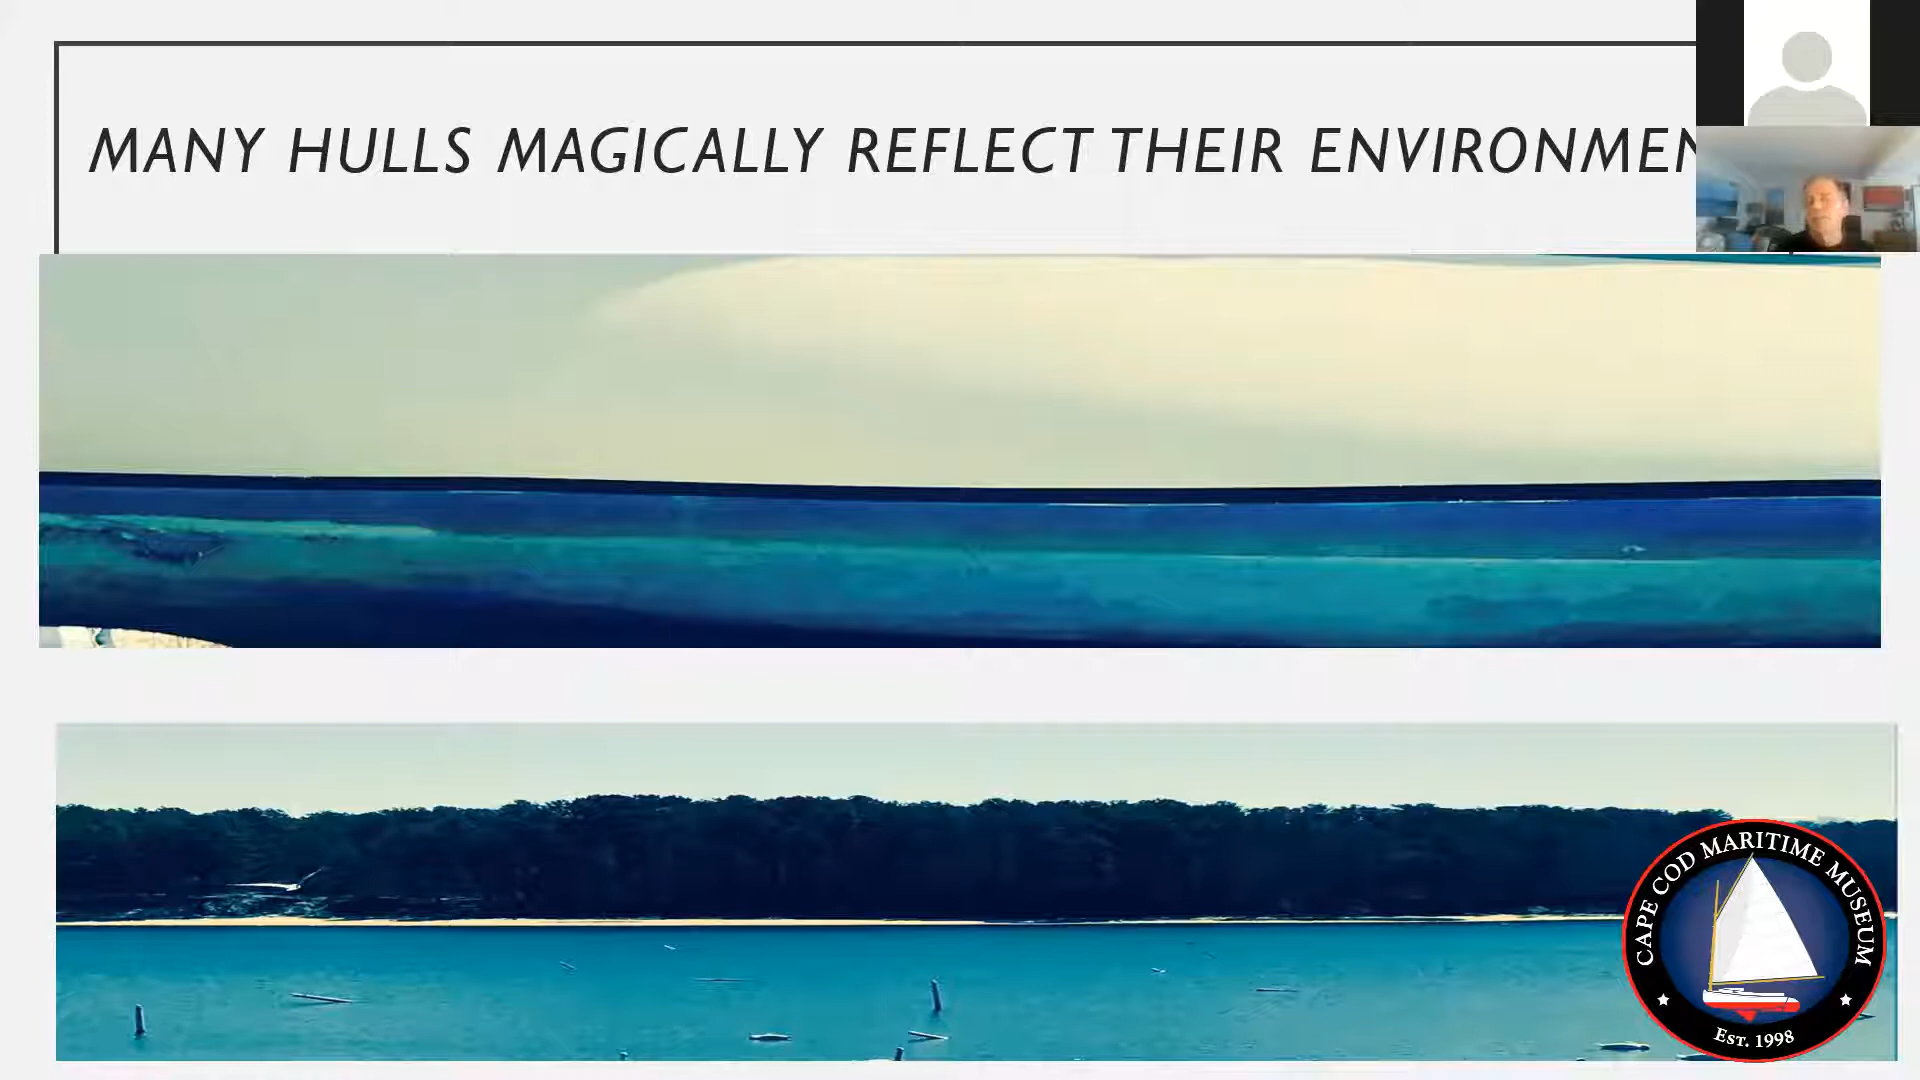 MANY HULLS MAGICALLY REFLECT THEIR ENVIRONMEN
CAPE COD MARITIME MUSEUM
EST. 1998